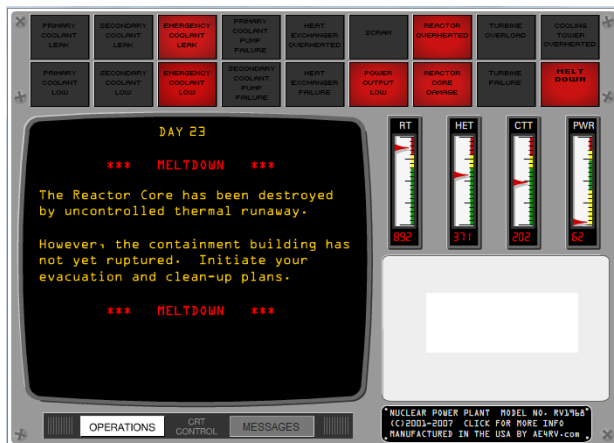 PRIMARY COOLANT LEAK
SECONDARY COOLANT LEAK
EMERGENCY COOLANT LEAK
PRIMARY COOLANT PUMP FAILURE
HEAT EXCHANGER OVERHEATED
SCRAM
REACTOR OVERHEATED
TURBINE OVERLOAD
COOLING TOWER OVERHEATED
PRIMARY COOLANT LOW
SECONDARY COOLANT LOW
EMERGENCY COOLANT LOW
SECONDARY COOLANT PUMP FAILURE
HEAT EXCHANGER FAILURE
POWER OUTPUT LOW
REACTOR CORE DAMAGE
TURBINE FAILURE
MELT DOWN
DAY 23
*** MELTDOWN ***
The Reactor Core has been destroyed
by uncontrolled thermal runaway.
However, the containment building has
not yet ruptured. Initiate your
evacuation and clean-up plans.
*** MELTDOWN ***
RT HET CTT PWR
892 371 202 62
OPERATIONS
CRT CONTROL
MESSAGES
NUCLEAR POWER PLANT MODEL NO. RV1966
(C)2001-2007 CLICK FOR MORE INFO
MANUFACTURED IN THE USA BY AE4RV.com